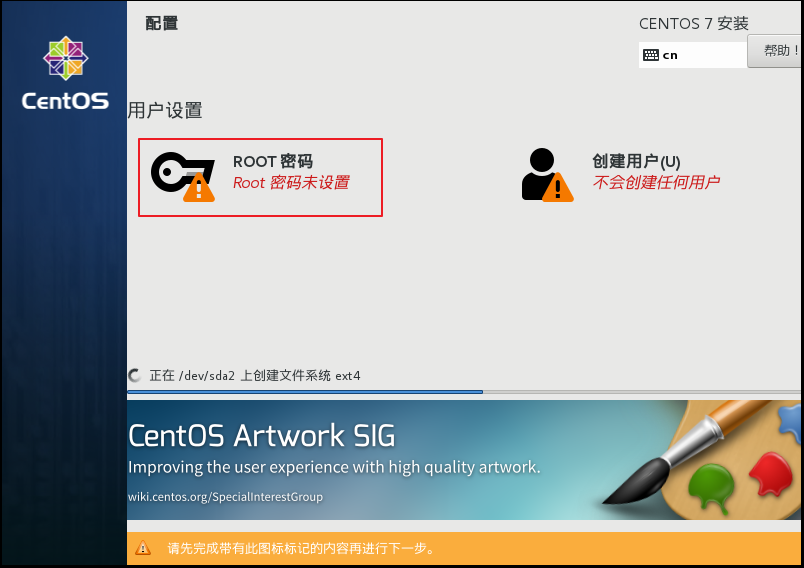 CentOS
配置
CENTOS 7 安装
cn
帮助！
用户设置
ROOT 密码
Root 密码未设置
创建用户(U)
不会创建任何用户
正在 /dev/sda2 上创建文件系统 ext4
CentOS Artwork SIG
Improving the user experience with high quality artwork.
wiki.centos.org/SpecialInterestGroup
请先完成带有此图标标记的内容再进行下一步。